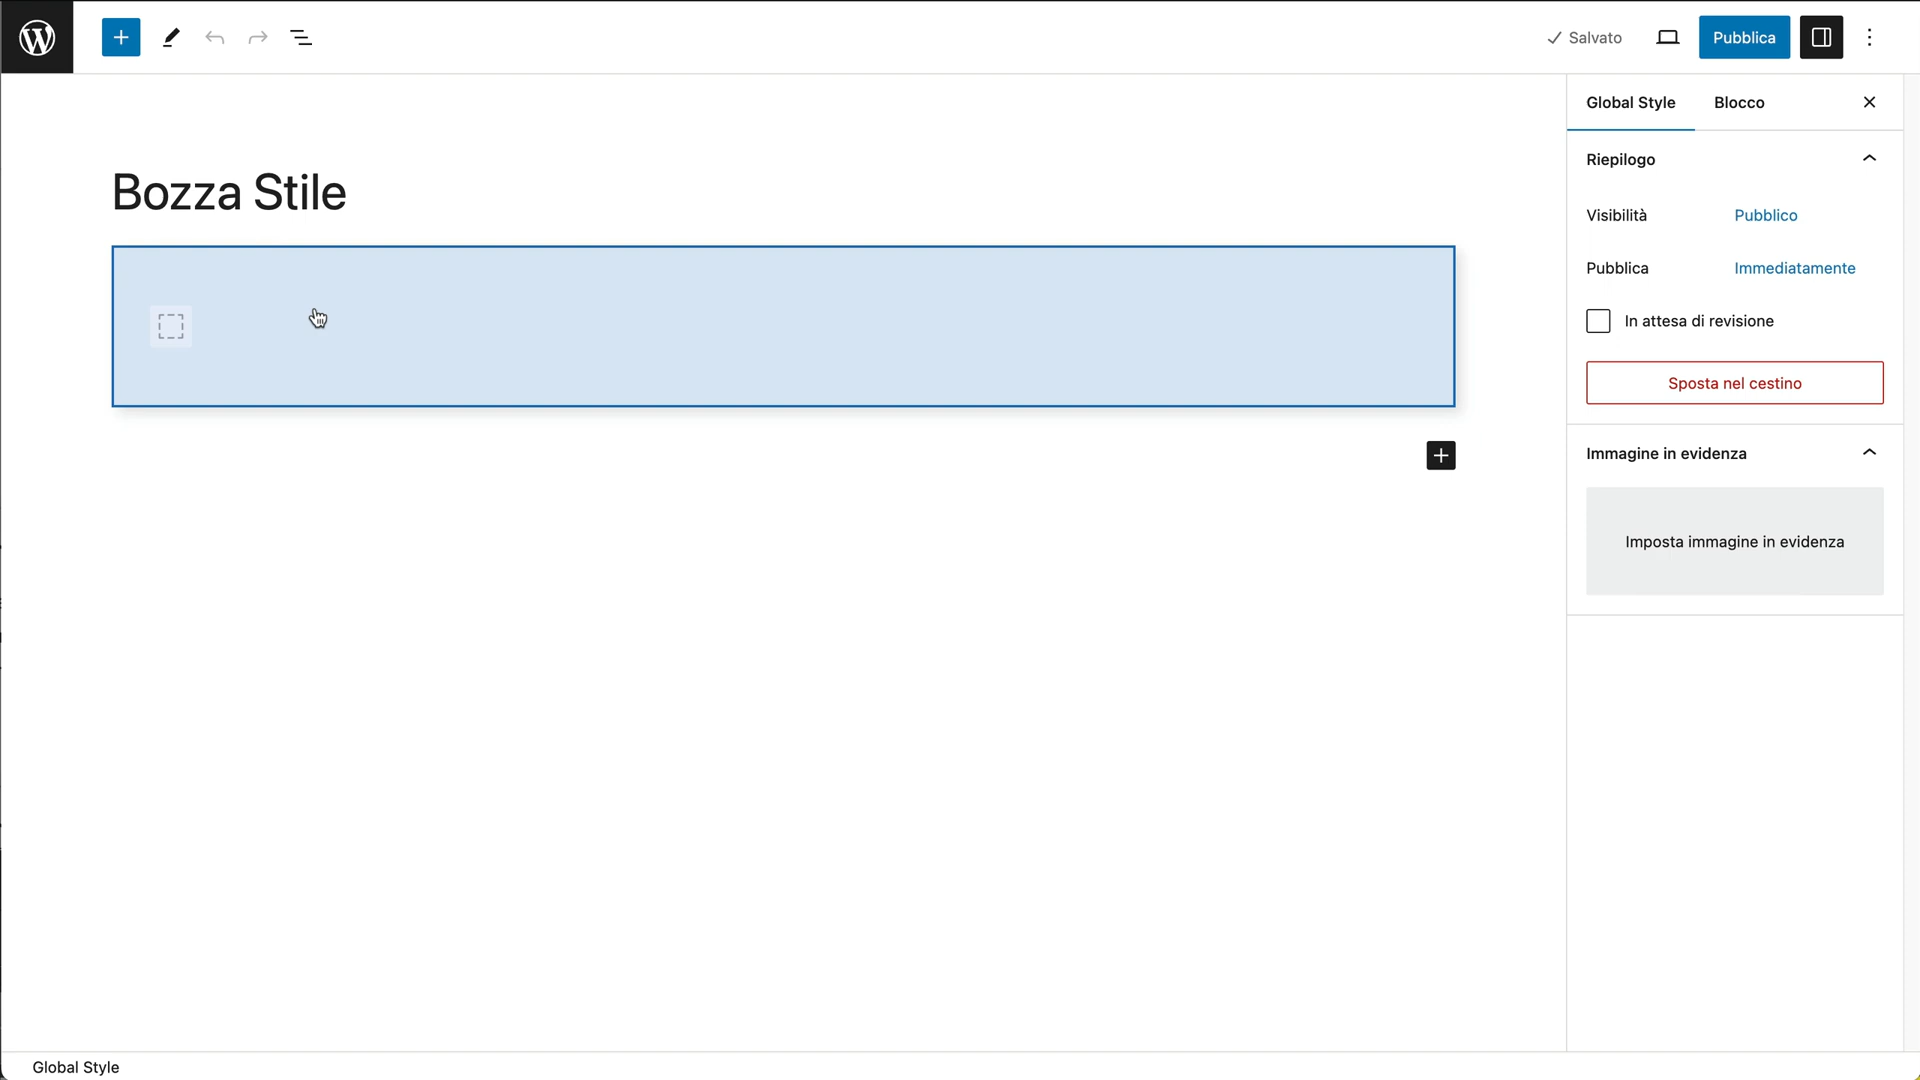 Salvato
Pubblica
Global Style
Blocco
Riepilogo
Visibilità
Pubblico
Pubblica
Immediatamente
In attesa di revisione
Sposta nel cestino
Immagine in evidenza
Imposta immagine in evidenza
Bozza Stile
Global Style